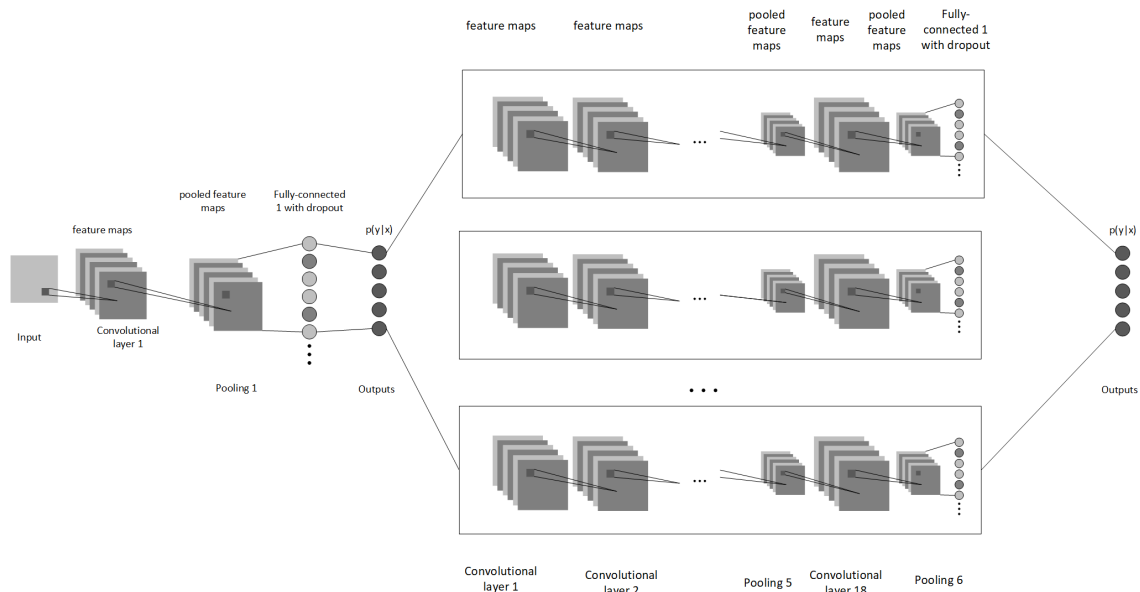 feature maps
feature maps
pooled
feature
maps
feature
maps
pooled
feature
maps
Fully-
connected 1
with dropout
pooled feature
maps
Fully-connected
1 with dropout
p(y|x)
p(y|x)
feature maps
...
...
...
Input
Convolutional
layer 1
Pooling 1
Outputs
...
Outputs
Convolutional
layer 1
Convolutional
layer 2
Pooling 5
Convolutional
layer 18
Pooling 6